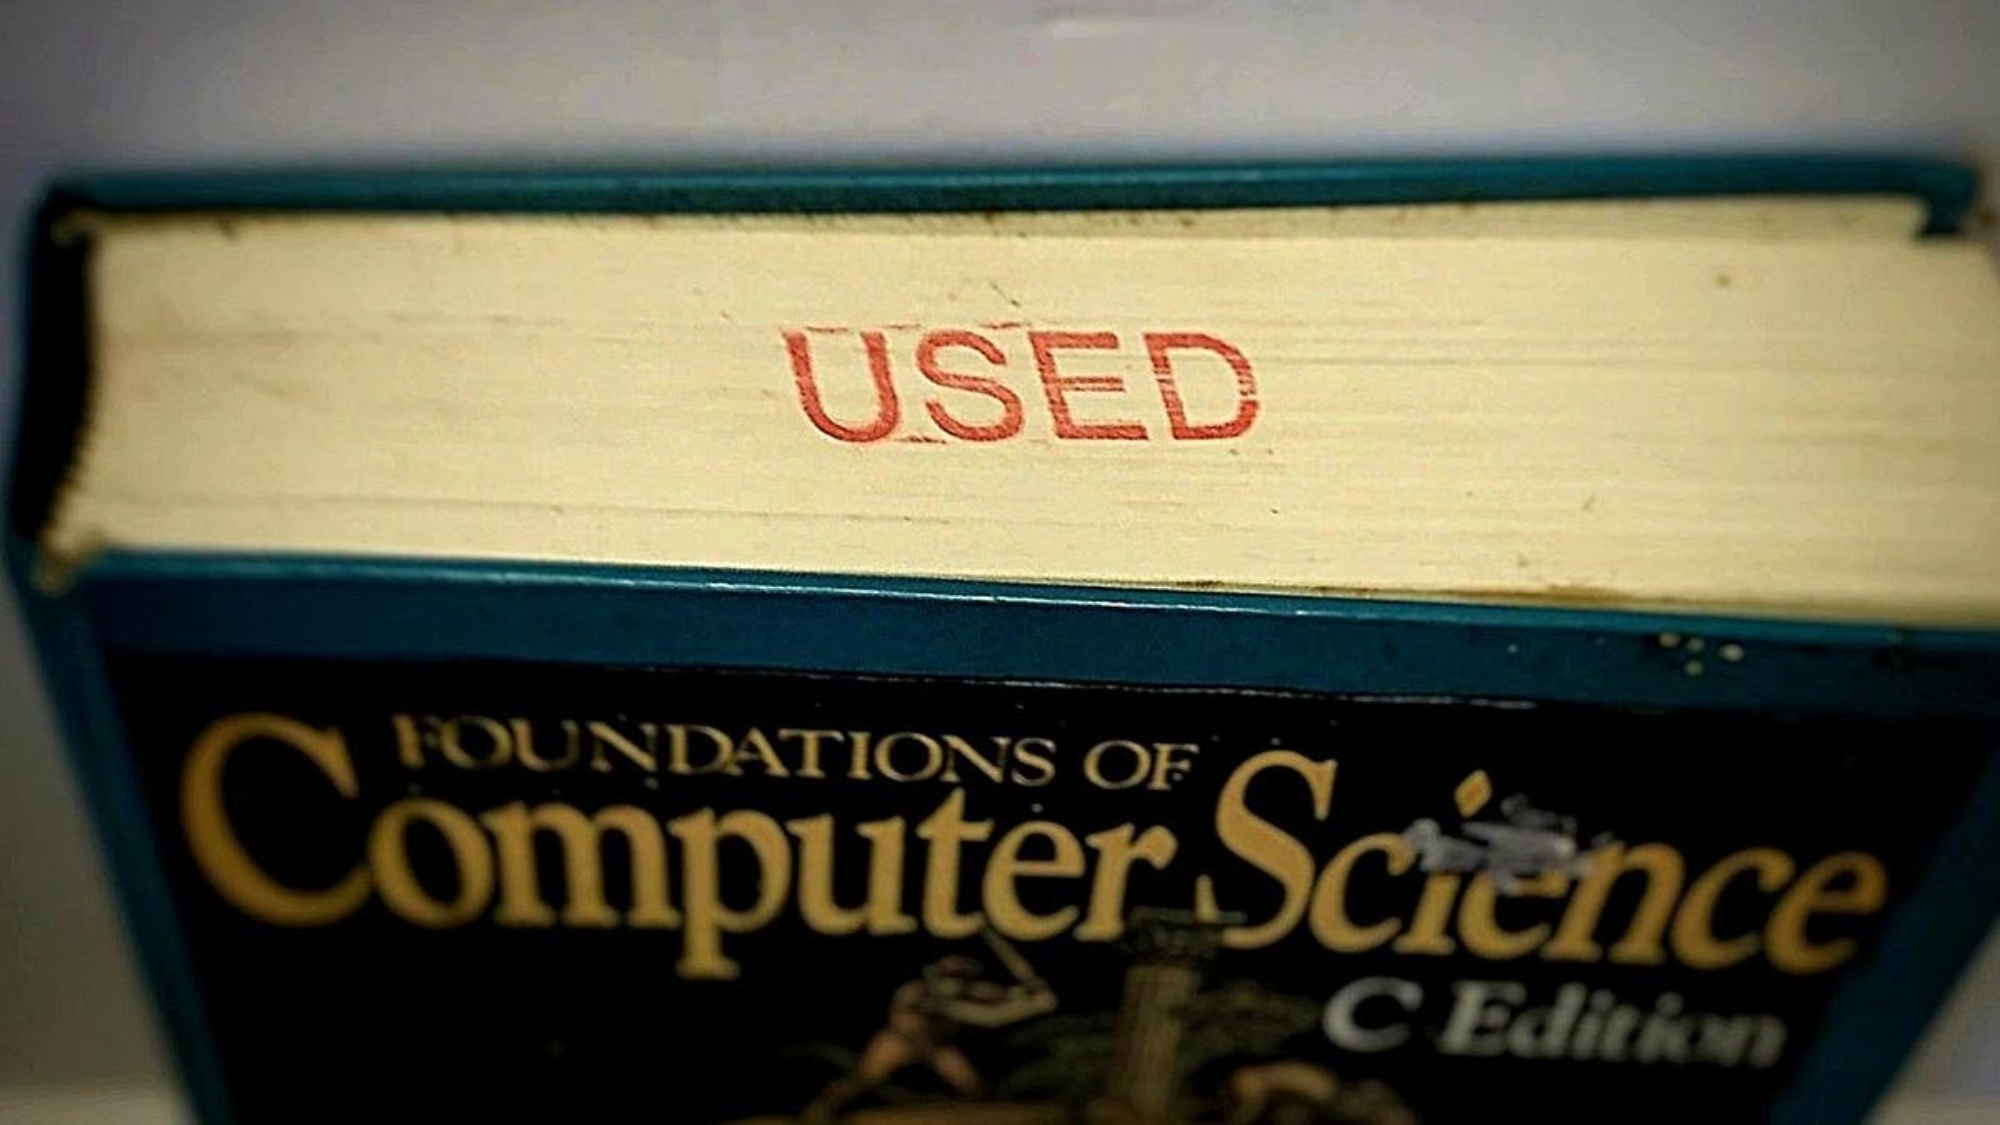 USED
FOUNDATIONS OF
Computer Science
C Edition